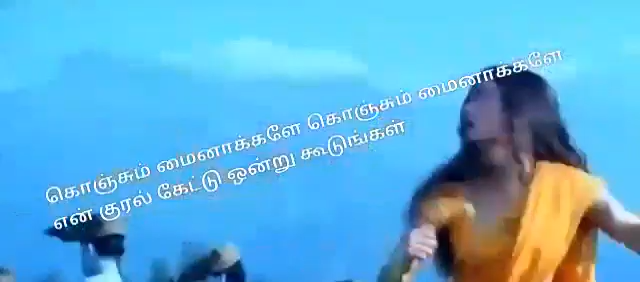 கொஞ்சும் மைனாக்களே கொஞ்சும் மைனாக்களே
என் குரல் கேட்டு ஒன்று கூடுங்கள்